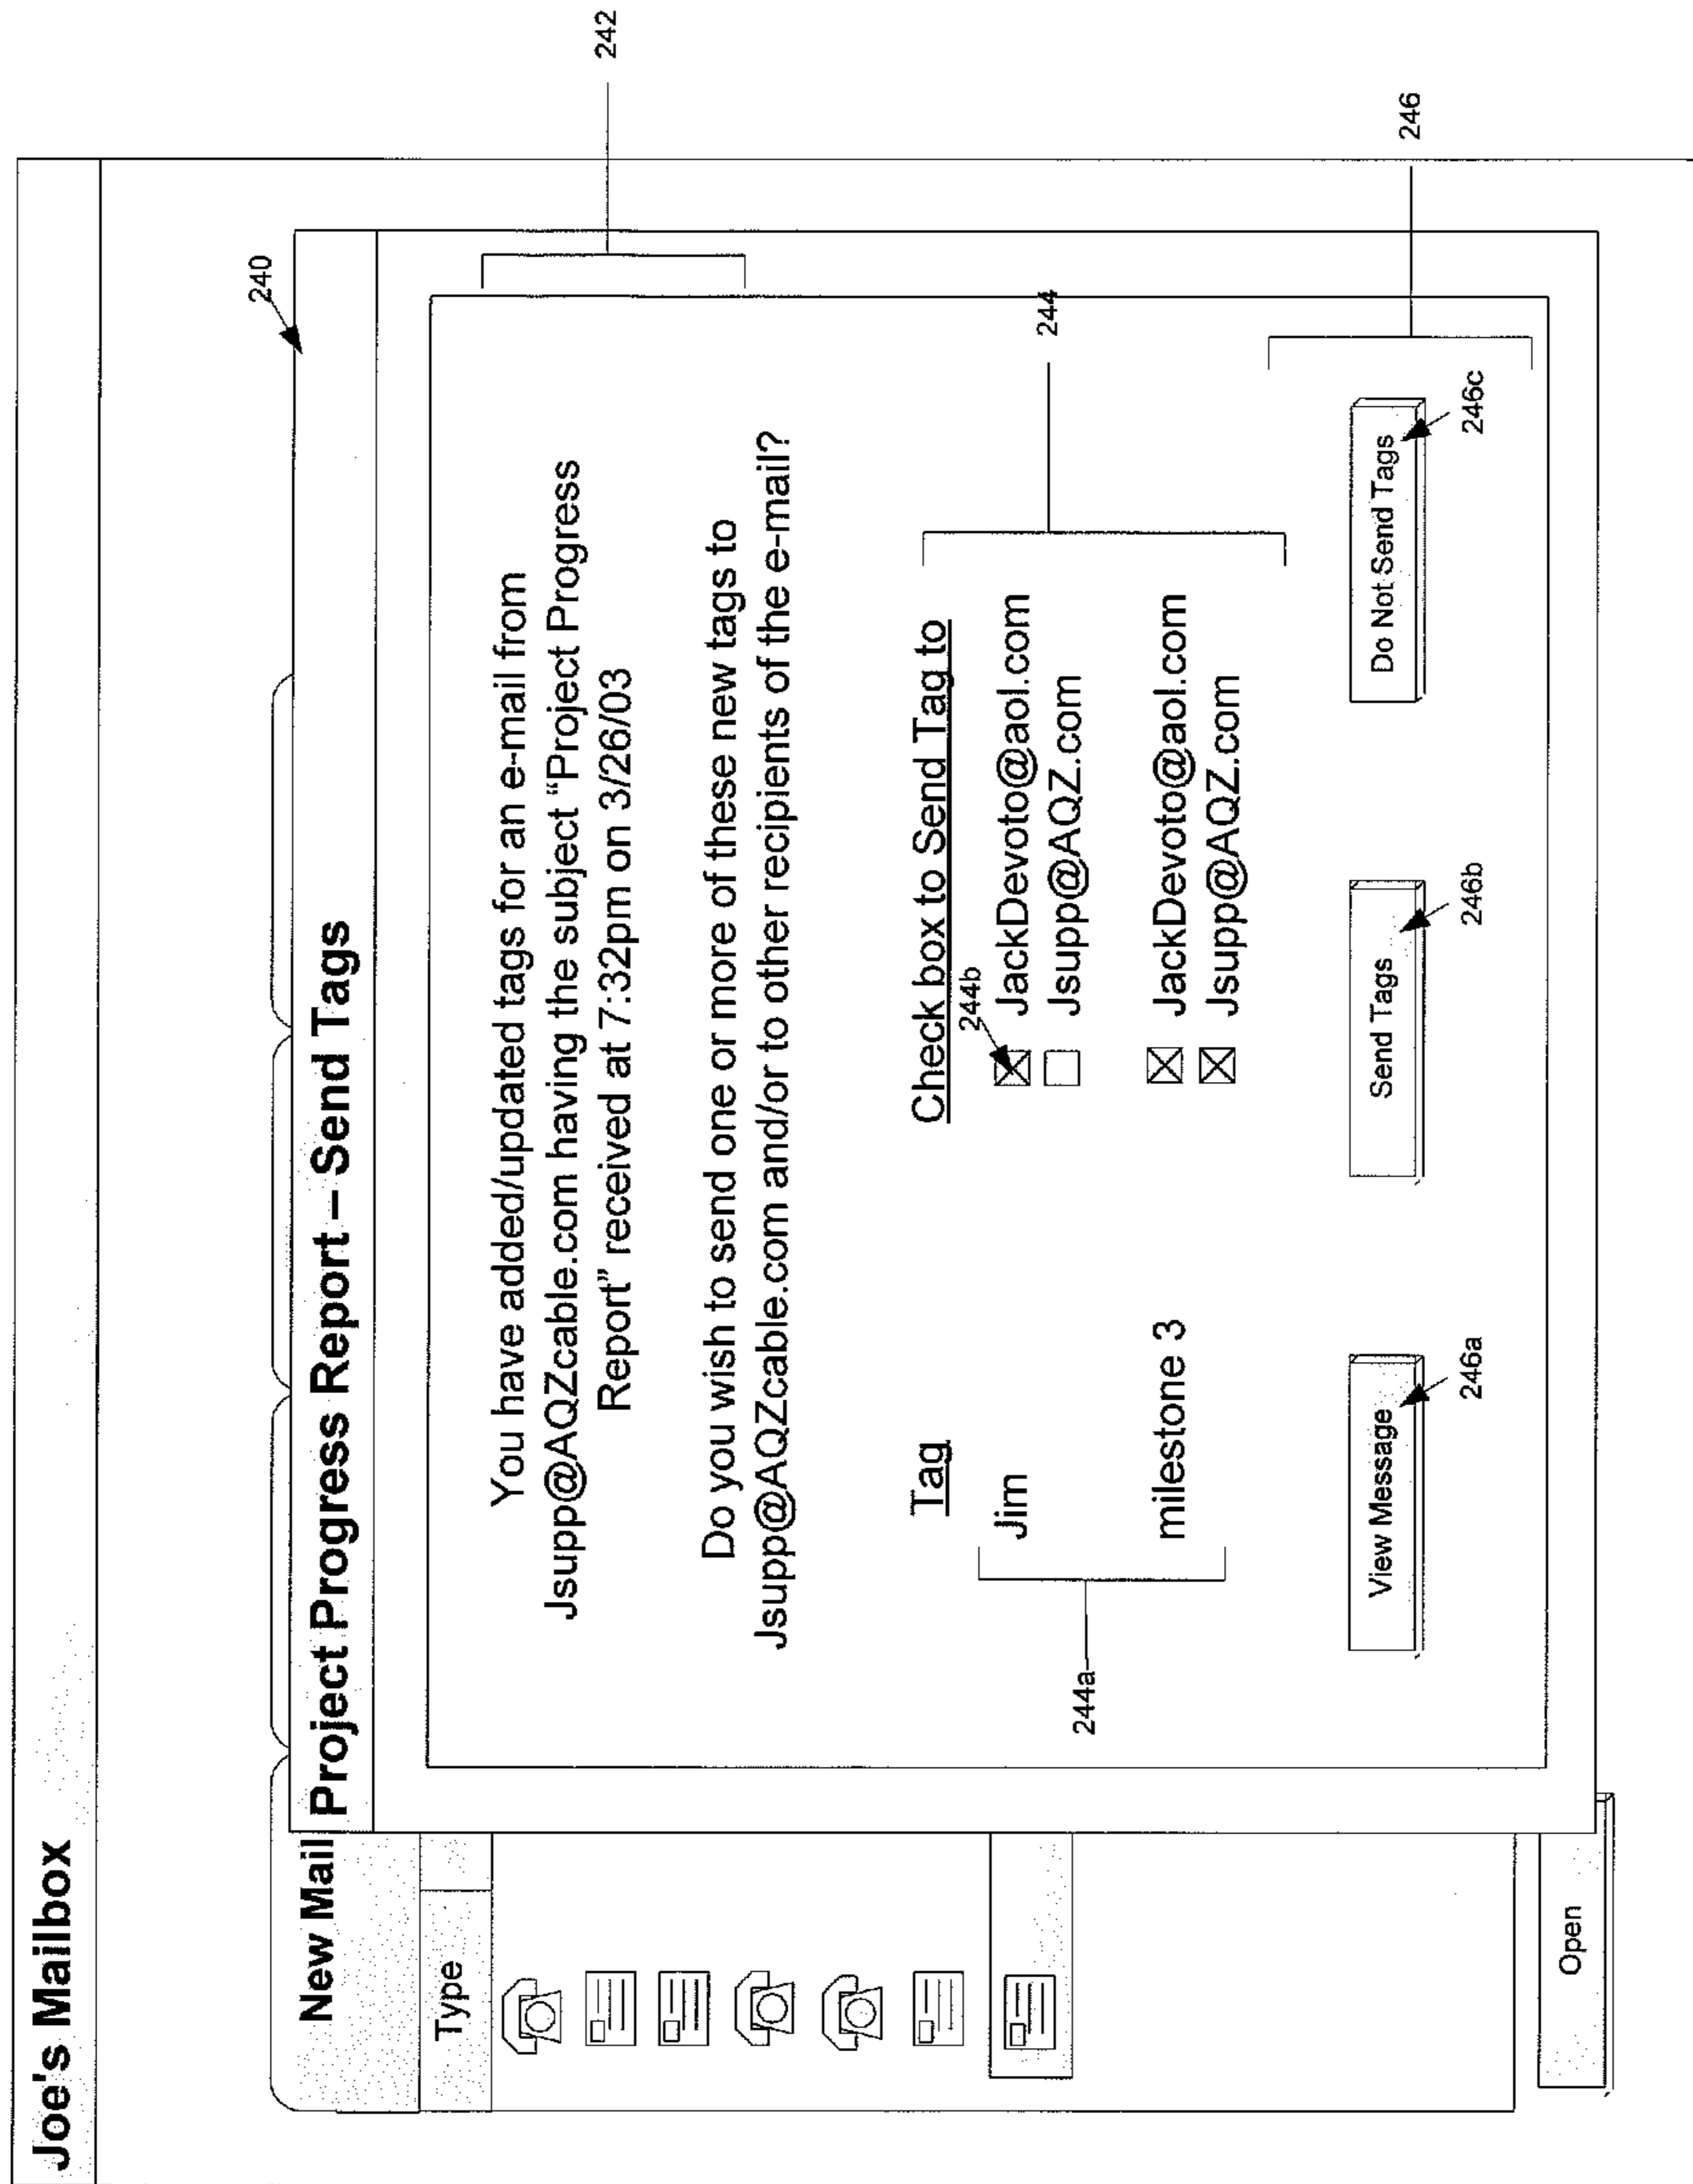 Joe's Mailbox
240
New Mail
Project Progress Report – Send Tags
Type
You have added/updated tags for an e-mail from
Jsupp@AQZcable.com having the subject “Project Progress
Report” received at 7:32pm on 3/26/03
242
Do you wish to send one or more of these new tags to
Jsupp@AQZcable.com and/or to other recipients of the e-mail?
Tag
Check box to Send Tag to
244b
Jim
JackDevoto@aol.com
Jsupp@AQZ.com
244
244a
milestone 3
JackDevoto@aol.com
Jsupp@AQZ.com
View Message
Send Tags
Do Not Send Tags
246
246a
246b
246c
Open